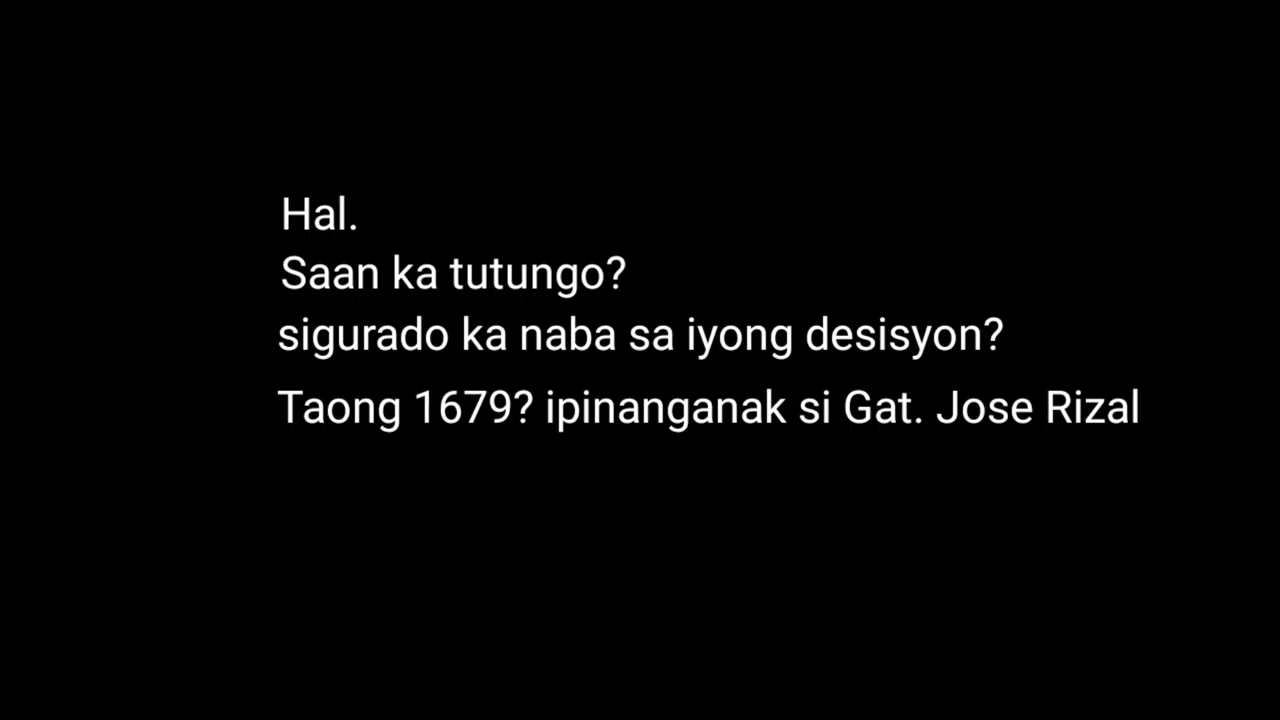 Hal.
Saan ka tutungo?
sigurado ka naba sa iyong desisyon?
Taong 1679? ipinanganak si Gat. Jose Rizal